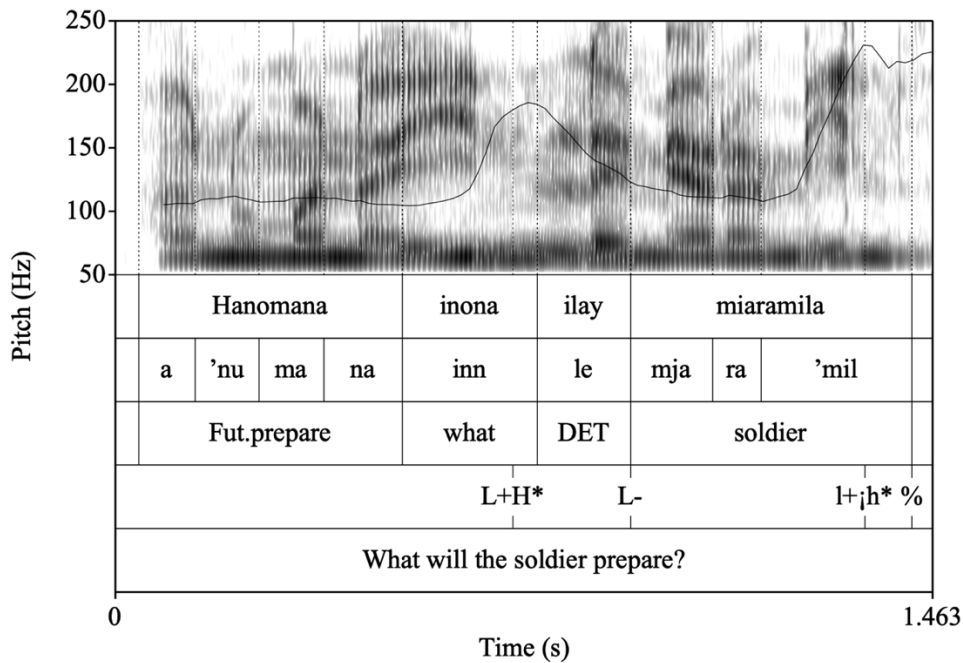 250
200
150
100
50
Pitch (Hz)
Hanomana inona ilay miaramila
a ’nu ma na inn le mja ra ’mil
Fut.prepare what DET soldier
L+H* L- l+¡h* %
What will the soldier prepare?
0 1.463
Time (s)